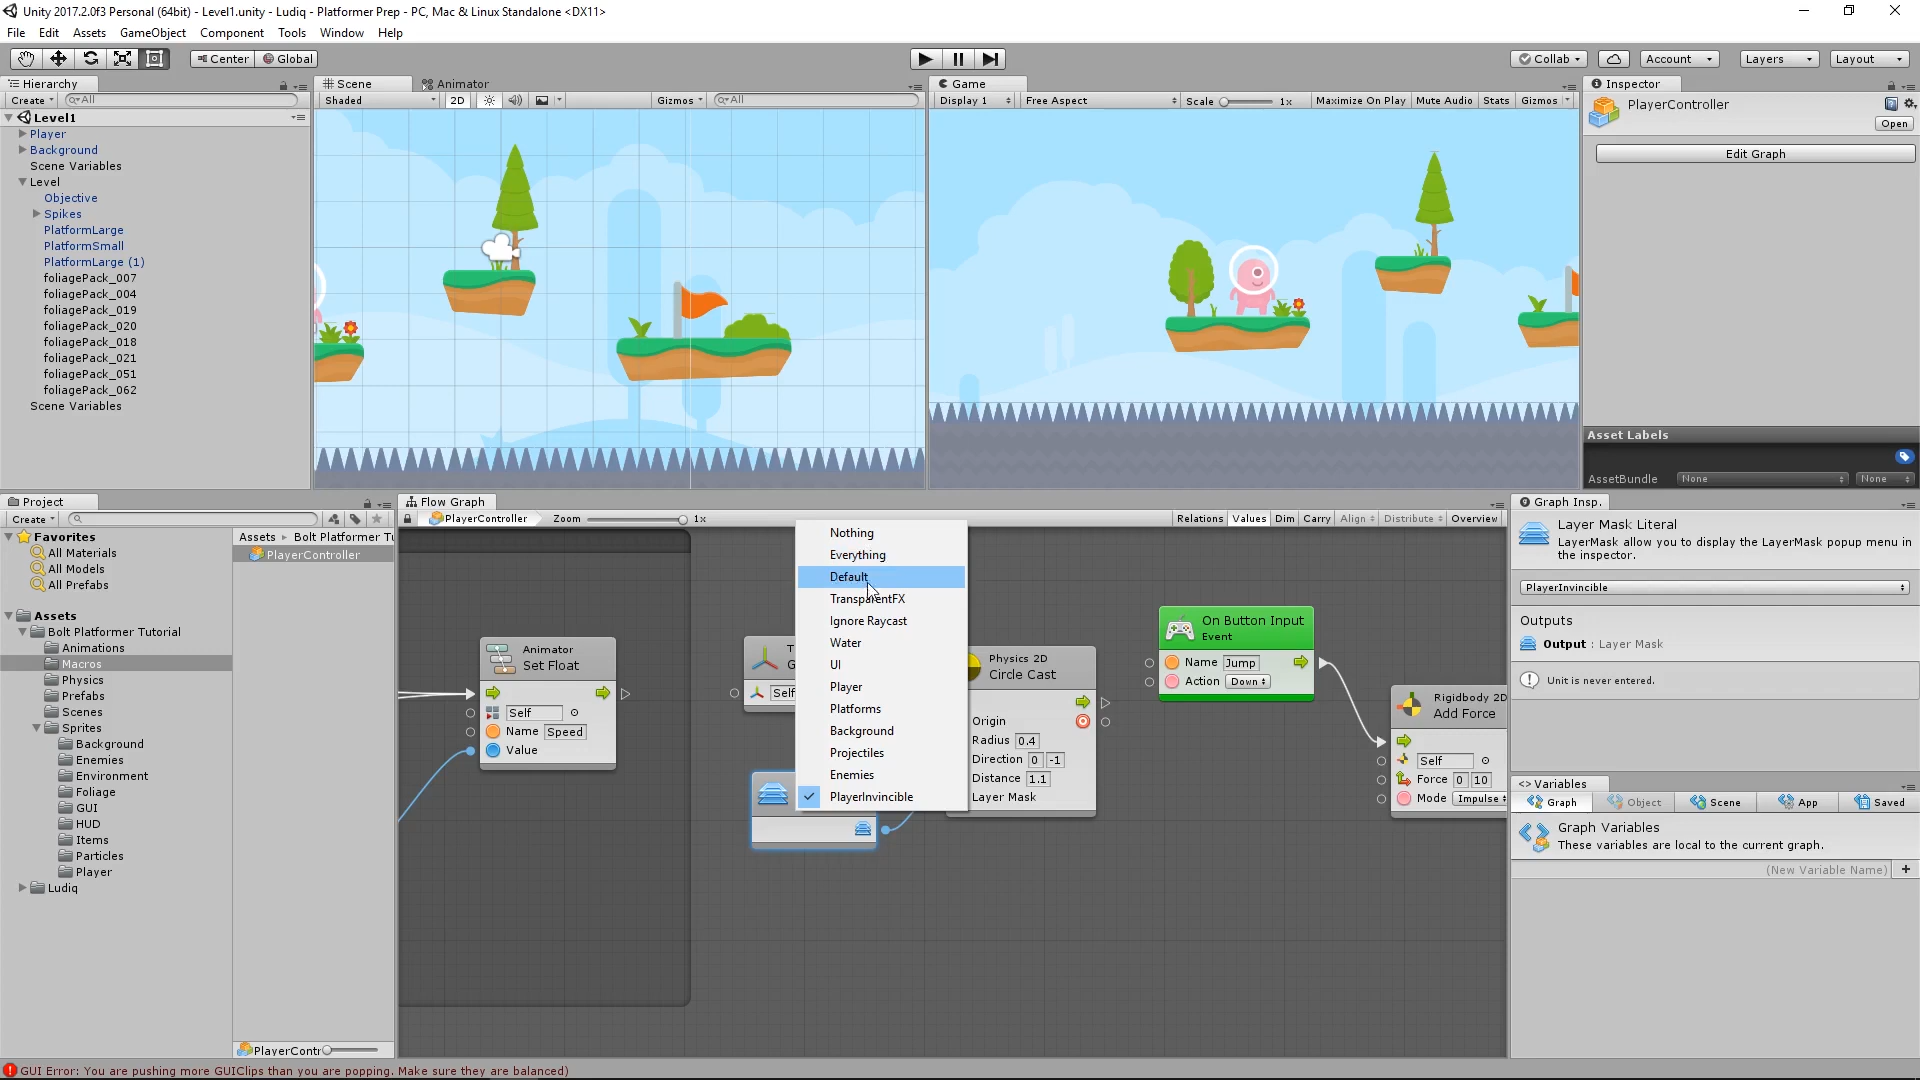 Unity 2017.2.0f3 Personal (64bit) - Level1.unity - Ludiq - Platformer Prep - PC, Mac & Linux Standalone <DX11>
File Edit Assets GameObject Component Tools Window Help
Center Global Collab Account Layers Layout
Hierarchy
Create All
Level1
Player
Background
Scene Variables
Level
Objective
Spikes
PlatformLarge
PlatformSmall
PlatformLarge (1)
foliagePack_007
foliagePack_004
foliagePack_019
foliagePack_020
foliagePack_018
foliagePack_021
foliagePack_051
foliagePack_062
Scene Variables
Scene Animator
Shaded 2D Gizmos All
Game
Display 1 Free Aspect Scale 1x Maximize On Play Mute Audio Stats Gizmos
Inspector
PlayerController
Open
Edit Graph
Asset Labels
AssetBundle None None
Project
Create
Favorites
All Materials
All Models
All Prefabs
Assets
Bolt Platformer Tutorial
Animations
Macros
Physics
Prefabs
Scenes
Sprites
Background
Enemies
Environment
Foliage
GUI
HUD
Items
Particles
Player
Ludiq
Assets Bolt Platformer Tu
PlayerController
PlayerContr
Flow Graph
PlayerController Zoom 1x Relations Values Dim Carry Align Distribute Overview
Animator
Set Float
Self
Name Speed
Value
T
G
Self
Nothing
Everything
Default
TransparentFX
Ignore Raycast
Water
UI
Player
Platforms
Background
Projectiles
Enemies
PlayerInvincible
Physics 2D
Circle Cast
Origin
Radius 0.4
Direction 0 -1
Distance 1.1
Layer Mask
On Button Input
Event
Name Jump
Action Down
Rigidbody 2D
Add Force
Self
Force 0 10
Mode Impulse
Graph Insp.
Layer Mask Literal
LayerMask allow you to display the LayerMask popup menu in
the inspector.
PlayerInvincible
Outputs
Output : Layer Mask
Unit is never entered.
<> Variables
Graph Object Scene App Saved
Graph Variables
These variables are local to the current graph.
(New Variable Name) +
GUI Error: You are pushing more GUIClips than you are popping. Make sure they are balanced)